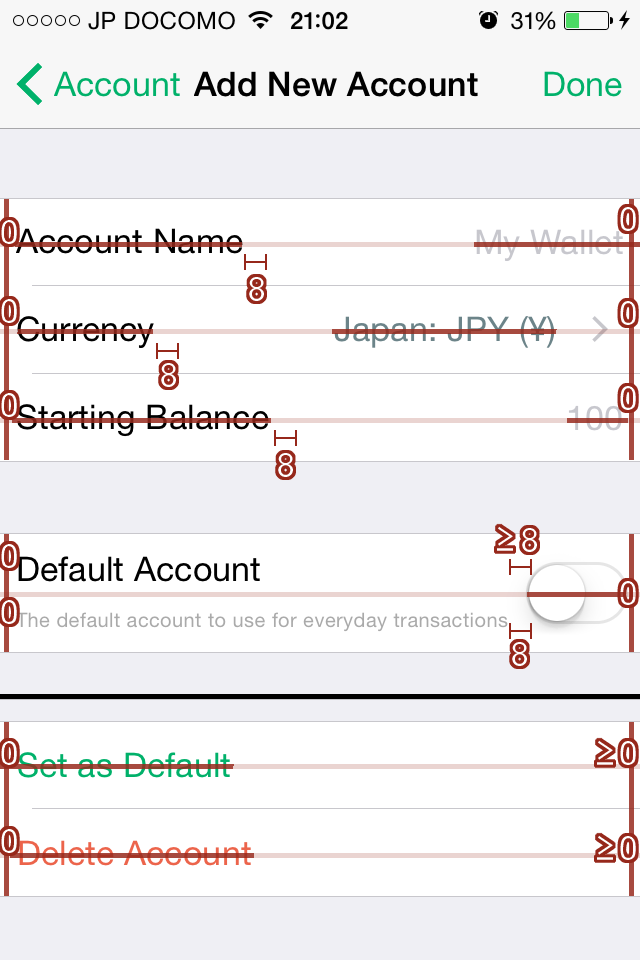 JP DOCOMO 21:02 31%
Account Add New Account Done
0 0
Account Name My Wallet
8
0 0
Currency Japan: JPY (¥)
8
0 0
Starting Balance 100
8
≥8
0
Default Account
0
0
The default account to use for everyday transactions.
8
0 ≥0
Set as Default
0 ≥0
Delete Account